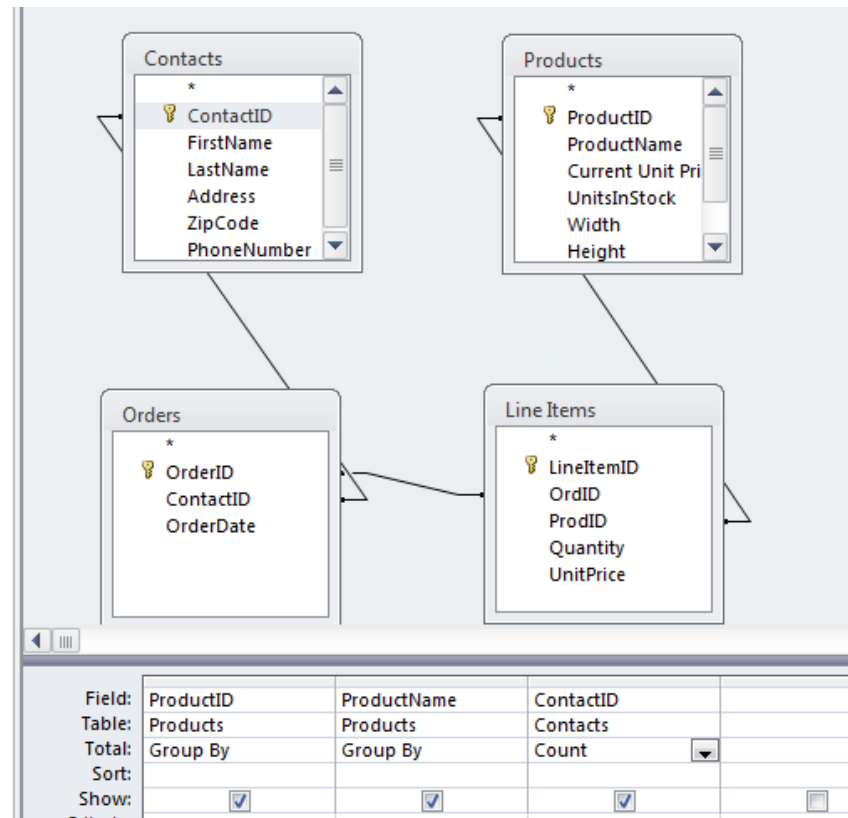 Contacts
*
ContactID
FirstName
LastName
Address
ZipCode
PhoneNumber
Products
*
ProductID
ProductName
Current Unit Pri
UnitsInStock
Width
Height
Orders
*
OrderID
ContactID
OrderDate
Line Items
*
LineItemID
OrdID
ProdID
Quantity
UnitPrice
Field: ProductID ProductName ContactID
Table: Products Products Contacts
Total: Group By Group By Count
Sort:
Show: